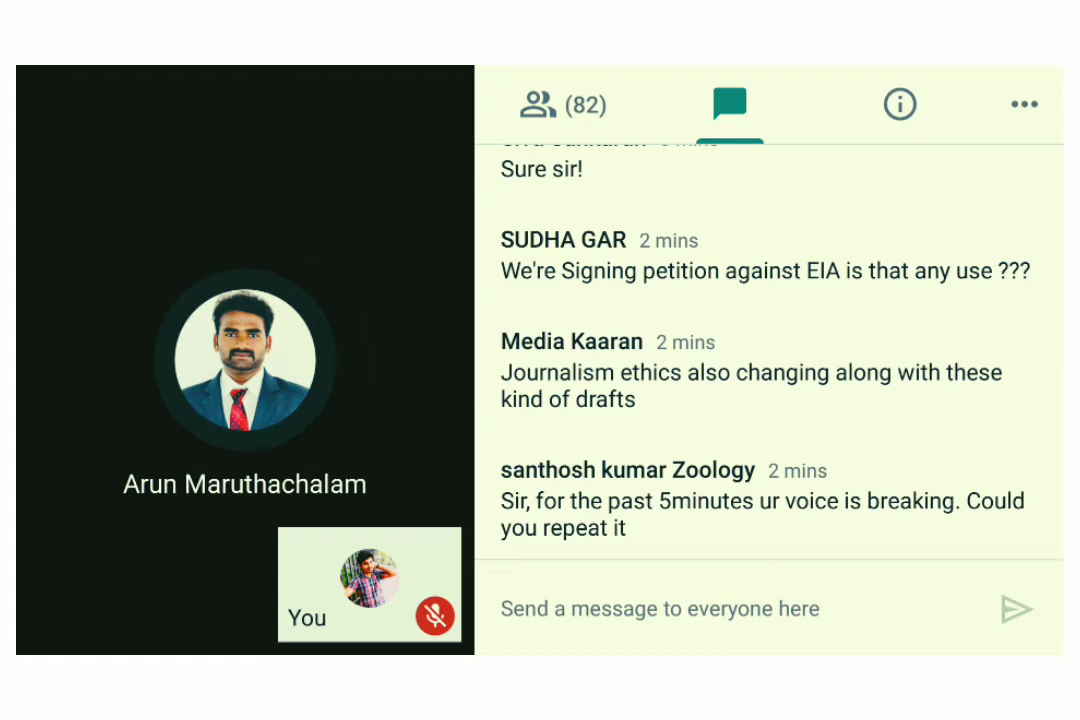 (82)
Sure sir!
SUDHA GAR 2 mins
We're Signing petition against EIA is that any use ???
Media Kaaran 2 mins
Journalism ethics also changing along with these
kind of drafts
santhosh kumar Zoology 2 mins
Sir, for the past 5minutes ur voice is breaking. Could
you repeat it
Send a message to everyone here
Arun Maruthachalam
You